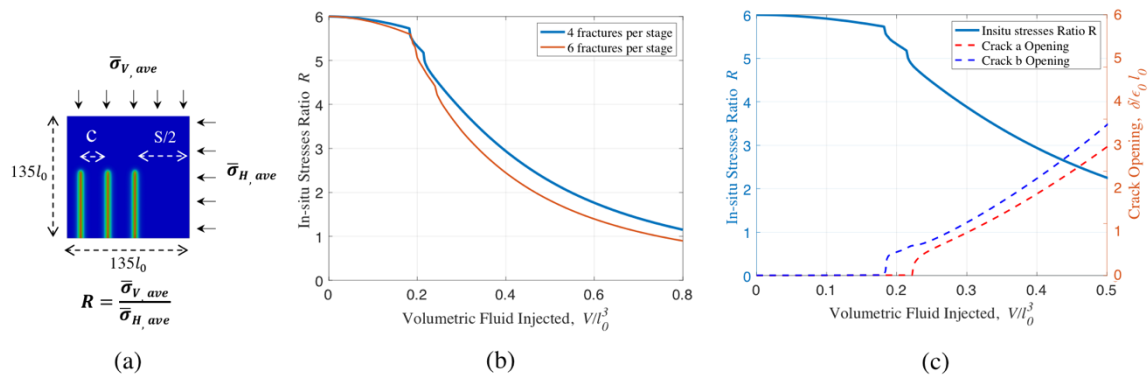 σ̅V, ave
C
S/2
135l0
σ̅H, ave
135l0
R = σ̅V, ave / σ̅H, ave
(a)
6
5
4
3
2
1
0
In-situ Stresses Ratio R
4 fractures per stage
6 fractures per stage
0 0.2 0.4 0.6 0.8
Volumetric Fluid Injected, V/l0^3
(b)
6
5
4
3
2
1
0
In-situ Stresses Ratio R
Insitu stresses Ratio R
Crack a Opening
Crack b Opening
6
5
4
3
2
1
0
Crack Opening, δ/ϵ0 l0
0 0.1 0.2 0.3 0.4 0.5
Volumetric Fluid Injected, V/l0^3
(c)